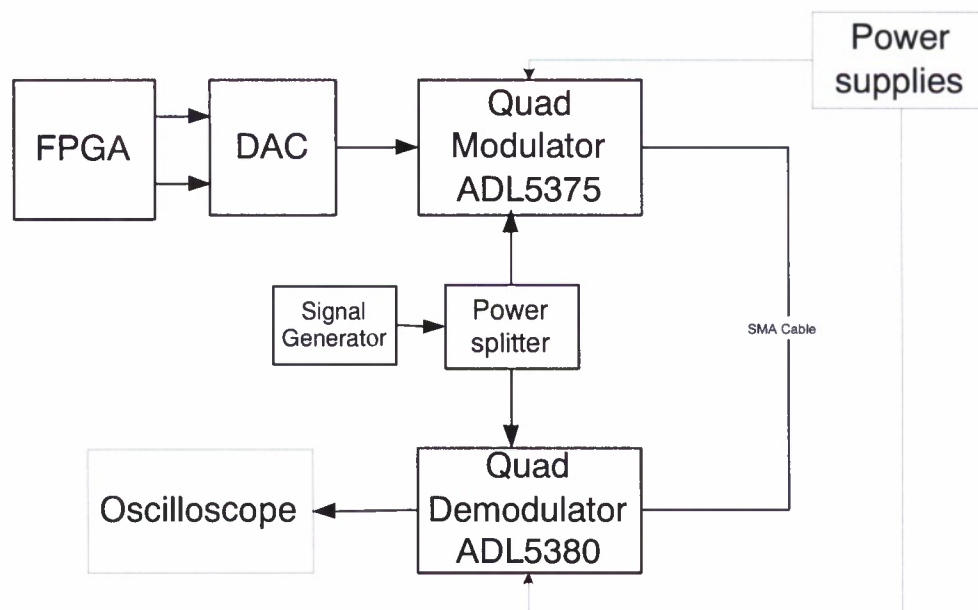 Power
supplies
FPGA
DAC
Quad
Modulator
ADL5375
Signal
Generator
Power
splitter
SMA Cable
Oscilloscope
Quad
Demodulator
ADL5380